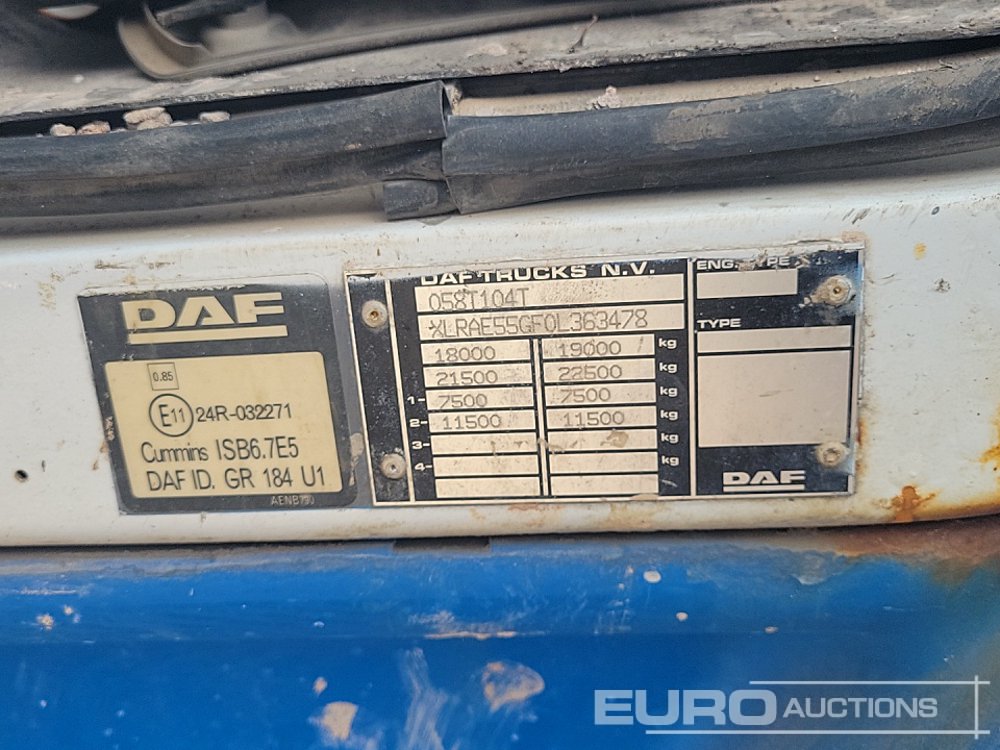 DAF
0.85
E11 24R-032271
Cummins ISB6.7E5
DAF ID. GR 184 U1
DAF TRUCKS N.V.
058T104T
XLRAE55GF0L363478
18000 19000 kg
21500 22500 kg
1- 7500 7500 kg
2- 11500 11500 kg
3- kg
4- kg
ENG. TYPE
TYPE
DAF
EURO AUCTIONS